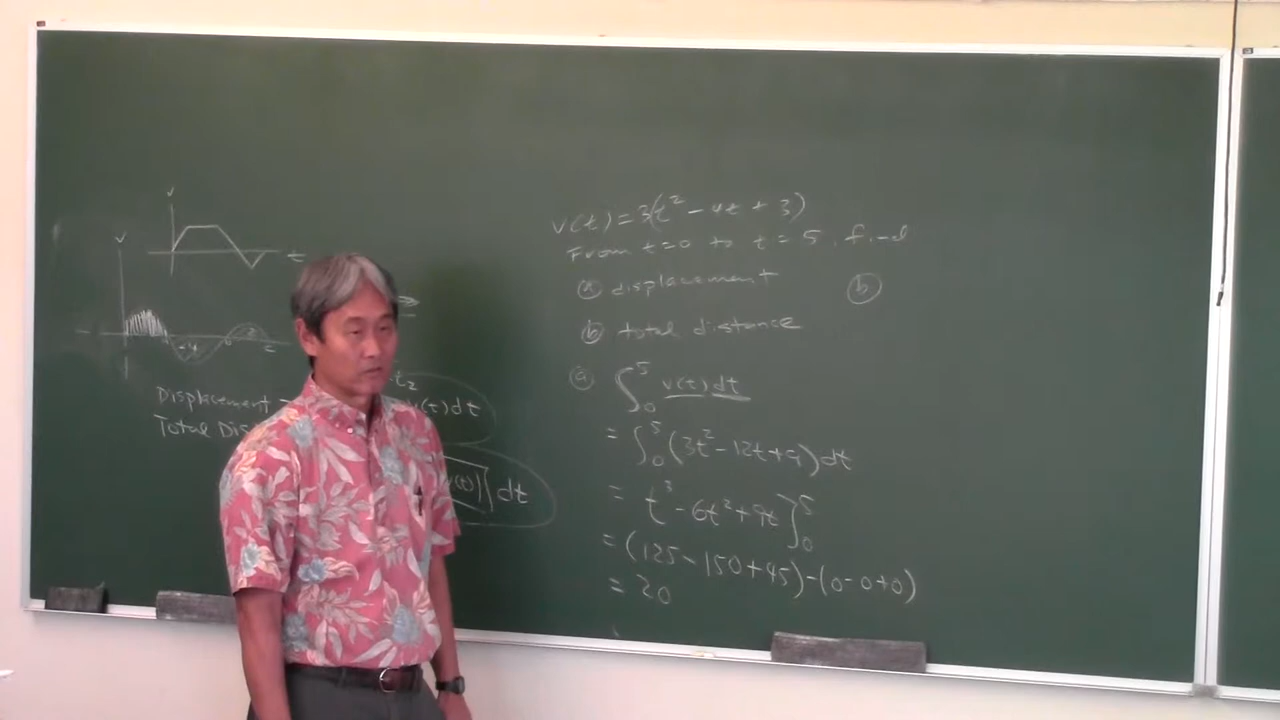 v
t
v
-4
t
t₂
Displacement
v(t)dt
Total Dis
v(t)| dt
v(t) = 3(t² - 4t + 3)
From t=0 to t = 5, find
ⓐ displacement
ⓑ
ⓑ total distance
ⓐ ∫₀⁵ v(t) dt
= ∫₀⁵ (3t² - 12t + 9) dt
= t³ - 6t² + 9t ]₀⁵
= (125 - 150 + 45) - (0 - 0 + 0)
= 20